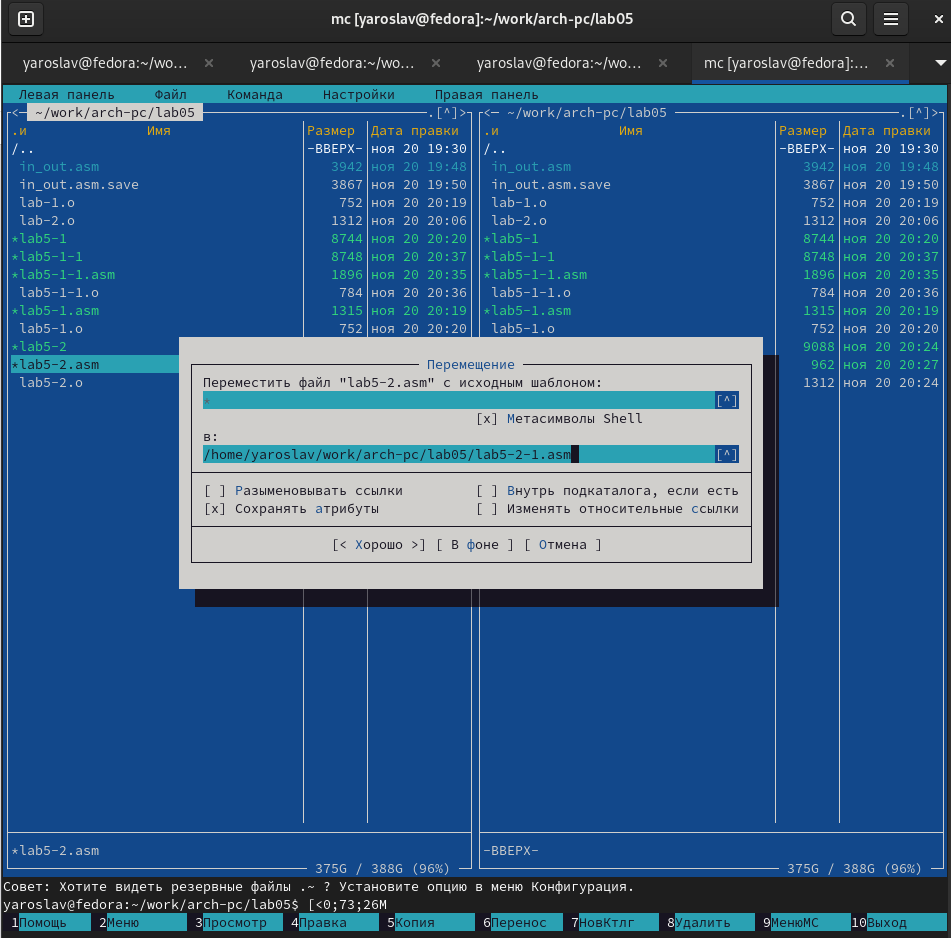 mc [yaroslav@fedora]:~/work/arch-pc/lab05
yaroslav@fedora:~/wo... × yaroslav@fedora:~/wo... × yaroslav@fedora:~/wo... × mc [yaroslav@fedora]:... ×
Левая панель Файл Команда Настройки Правая панель
<— ~/work/arch-pc/lab05 .[^]> <— ~/work/arch-pc/lab05 .[^]>
.и Имя Размер Дата правки .и Имя Размер Дата правки
/.. -ВВЕРХ- ноя 20 19:30 /.. -ВВЕРХ- ноя 20 19:30
in_out.asm 3942 ноя 20 19:48 in_out.asm 3942 ноя 20 19:48
in_out.asm.save 3867 ноя 20 19:50 in_out.asm.save 3867 ноя 20 19:50
lab-1.o 752 ноя 20 20:19 lab-1.o 752 ноя 20 20:19
lab-2.o 1312 ноя 20 20:06 lab-2.o 1312 ноя 20 20:06
*lab5-1 8744 ноя 20 20:20 *lab5-1 8744 ноя 20 20:20
*lab5-1-1 8748 ноя 20 20:37 *lab5-1-1 8748 ноя 20 20:37
*lab5-1-1.asm 1896 ноя 20 20:35 *lab5-1-1.asm 1896 ноя 20 20:35
lab5-1-1.o 784 ноя 20 20:36 lab5-1-1.o 784 ноя 20 20:36
*lab5-1.asm 1315 ноя 20 20:19 *lab5-1.asm 1315 ноя 20 20:19
lab5-1.o 752 ноя 20 20:20 lab5-1.o 752 ноя 20 20:20
*lab5-2 9088 ноя 20 20:24
*lab5-2.asm 962 ноя 20 20:27
lab5-2.o 1312 ноя 20 20:24
Перемещение
Переместить файл "lab5-2.asm" с исходным шаблоном:
* [^]
[x] Метасимволы Shell
в:
/home/yaroslav/work/arch-pc/lab05/lab5-2-1.asm [^]
[ ] Разыменовывать ссылки [ ] Внутрь подкаталога, если есть
[x] Сохранять атрибуты [ ] Изменять относительные ссылки
[< Хорошо >] [ В фоне ] [ Отмена ]
*lab5-2.asm -ВВЕРХ-
375G / 388G (96%) 375G / 388G (96%)
Совет: Хотите видеть резервные файлы .~ ? Установите опцию в меню Конфигурация.
yaroslav@fedora:~/work/arch-pc/lab05$ [<0;73;26M
1Помощь 2Меню 3Просмотр 4Правка 5Копия 6Перенос 7НовКтлг 8Удалить 9МенюМС 10Выход